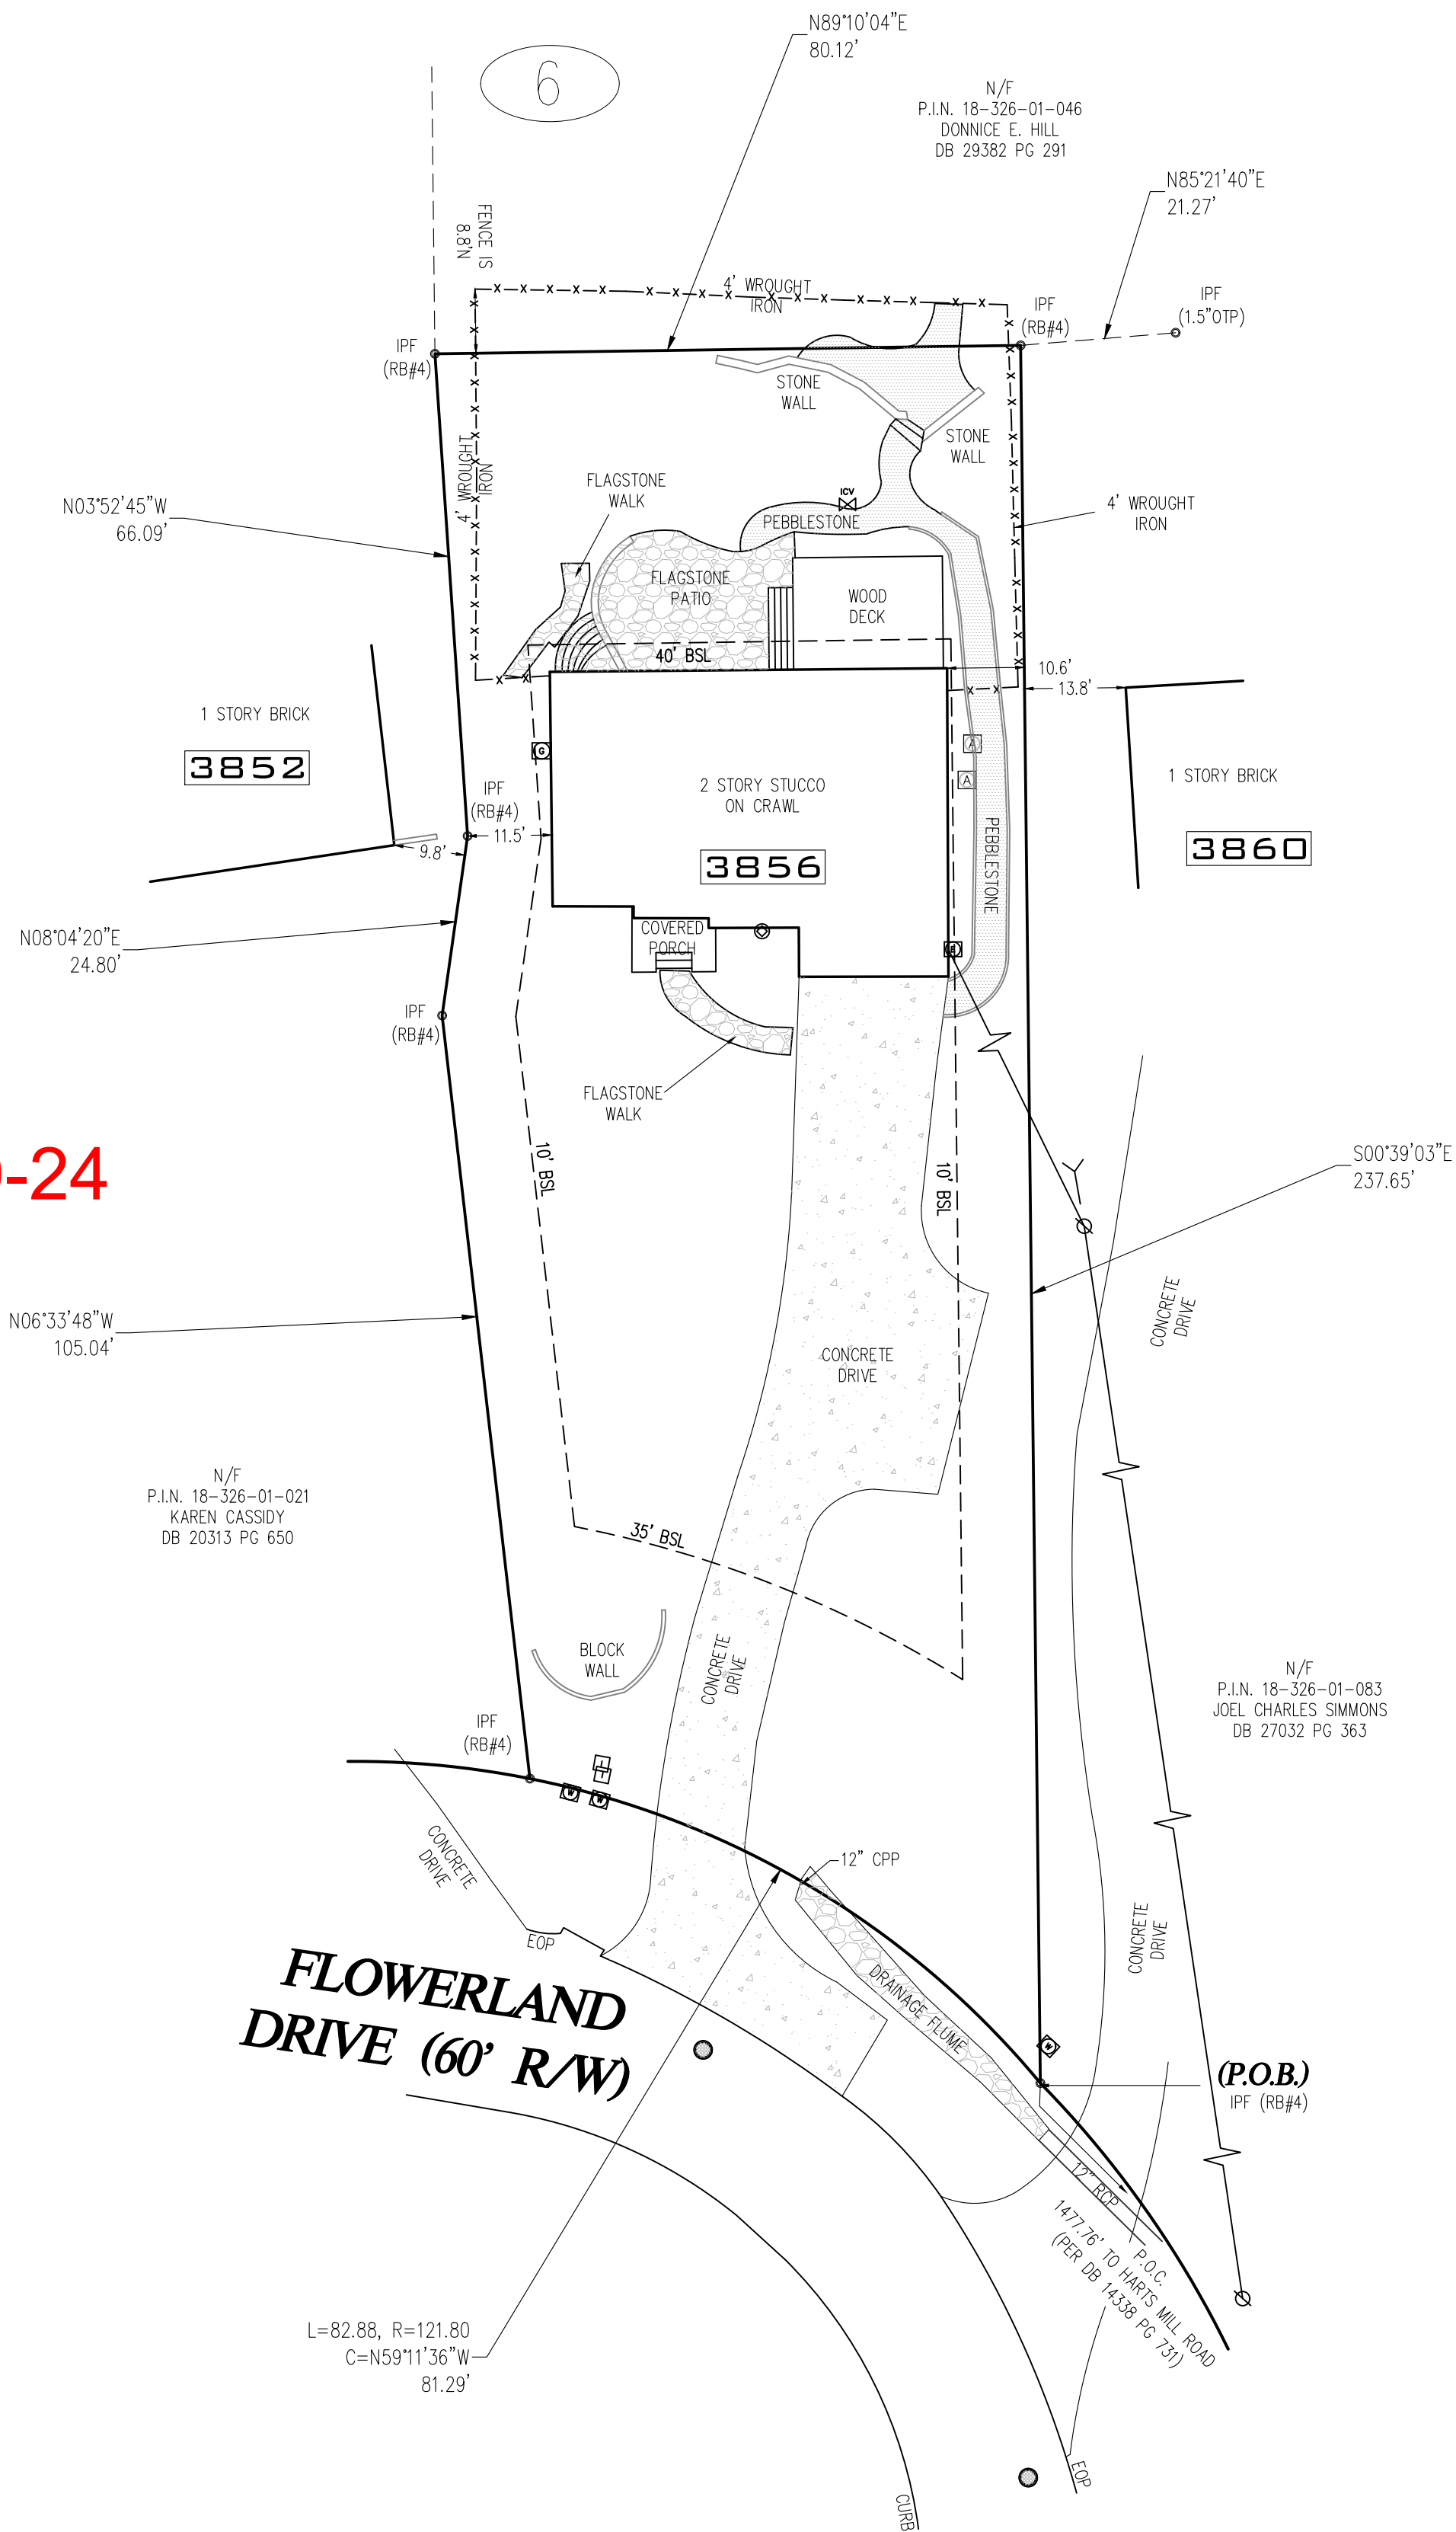 N89°10'04"E
80.12'
6
N/F
P.I.N. 18-326-01-046
DONNICE E. HILL
DB 29382 PG 291
N85°21'40"E
21.27'
FENCE IS
8.8'N
4' WROUGHT
IRON
IPF
(RB#4)
IPF
(1.5"OTP)
IPF
(RB#4)
STONE
WALL
STONE
WALL
4' WROUGHT
IRON
FLAGSTONE
WALK
ICV
PEBBLESTONE
4' WROUGHT
IRON
N03°52'45"W
66.09'
FLAGSTONE
PATIO
WOOD
DECK
40' BSL
10.6'
13.8'
1 STORY BRICK
3852
G
IPF
(RB#4)
11.5'
9.8'
2 STORY STUCCO
ON CRAWL
3856
A
A
PEBBLESTONE
1 STORY BRICK
3860
N08°04'20"E
24.80'
COVERED
PORCH
E
IPF
(RB#4)
FLAGSTONE
WALK
10' BSL
10' BSL
-24
S00°39'03"E
237.65'
CONCRETE
DRIVE
N06°33'48"W
105.04'
CONCRETE
DRIVE
N/F
P.I.N. 18-326-01-021
KAREN CASSIDY
DB 20313 PG 650
35' BSL
BLOCK
WALL
CONCRETE
DRIVE
N/F
P.I.N. 18-326-01-083
JOEL CHARLES SIMMONS
DB 27032 PG 363
IPF
(RB#4)
W
W
CONCRETE
DRIVE
12" CPP
EOP
CONCRETE
DRIVE
FLOWERLAND
DRIVE (60' R/W)
DRAINAGE FLUME
W
(P.O.B.)
IPF (RB#4)
12" RCP
P.O.C.
1477.76' TO HARTS MILL ROAD
(PER DB 14338 PG 731)
L=82.88, R=121.80
C=N59°11'36"W
81.29'
EOP
CURB